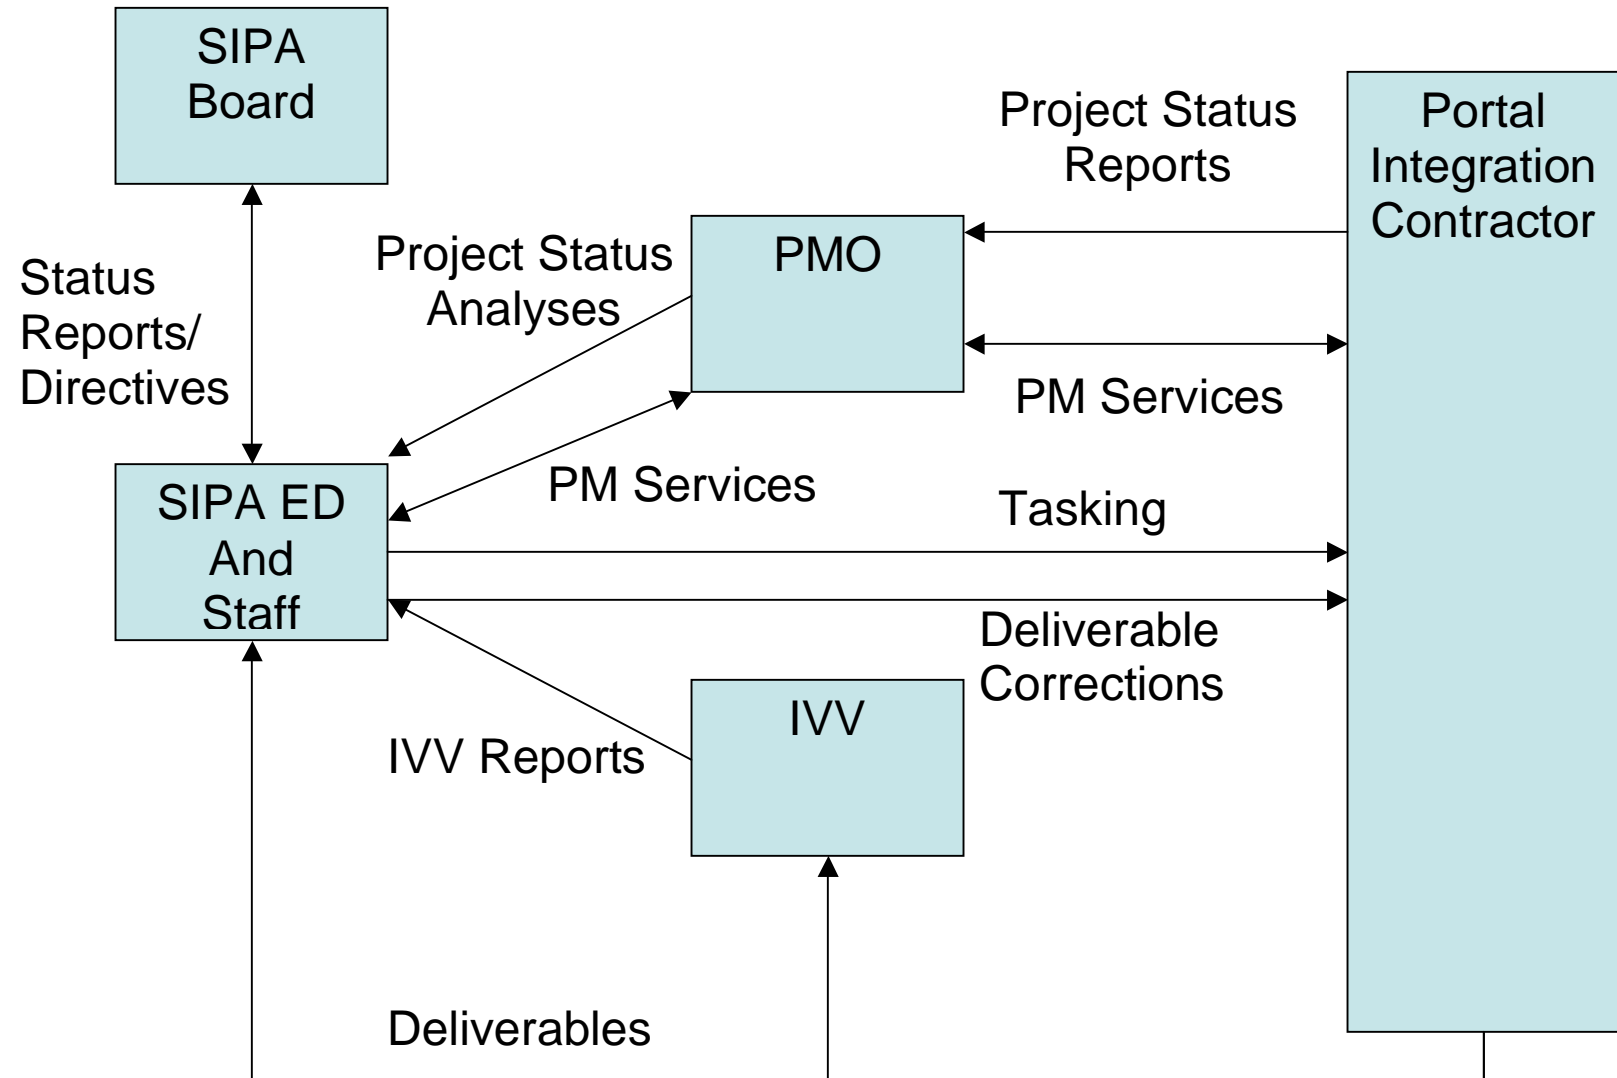 SIPA
Board
Project Status
Reports
Portal
Integration
Contractor
Status
Reports/
Directives
Project Status
Analyses
PMO
PM Services
PM Services
SIPA ED
And
Staff
Tasking
Deliverable
Corrections
IVV
IVV Reports
Deliverables